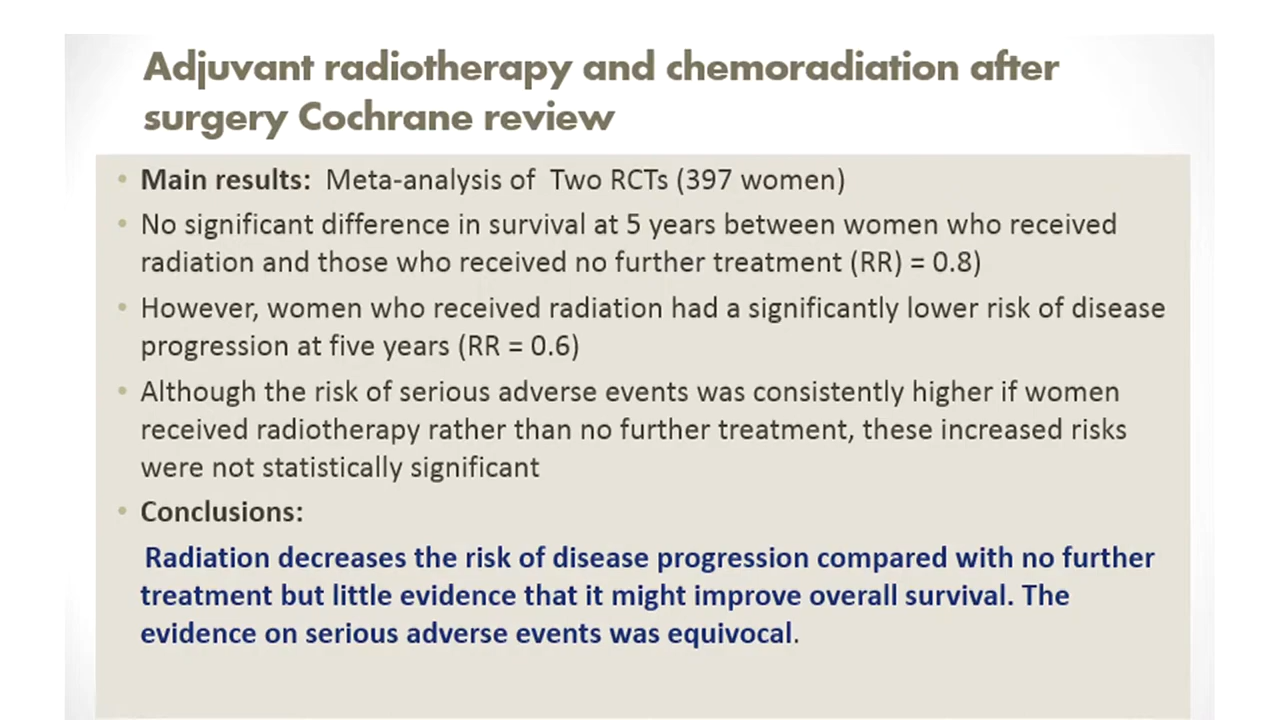 Adjuvant radiotherapy and chemoradiation after
surgery Cochrane review
• Main results: Meta-analysis of Two RCTs (397 women)
• No significant difference in survival at 5 years between women who received
radiation and those who received no further treatment (RR) = 0.8)
• However, women who received radiation had a significantly lower risk of disease
progression at five years (RR = 0.6)
• Although the risk of serious adverse events was consistently higher if women
received radiotherapy rather than no further treatment, these increased risks
were not statistically significant
• Conclusions:
Radiation decreases the risk of disease progression compared with no further
treatment but little evidence that it might improve overall survival. The
evidence on serious adverse events was equivocal.